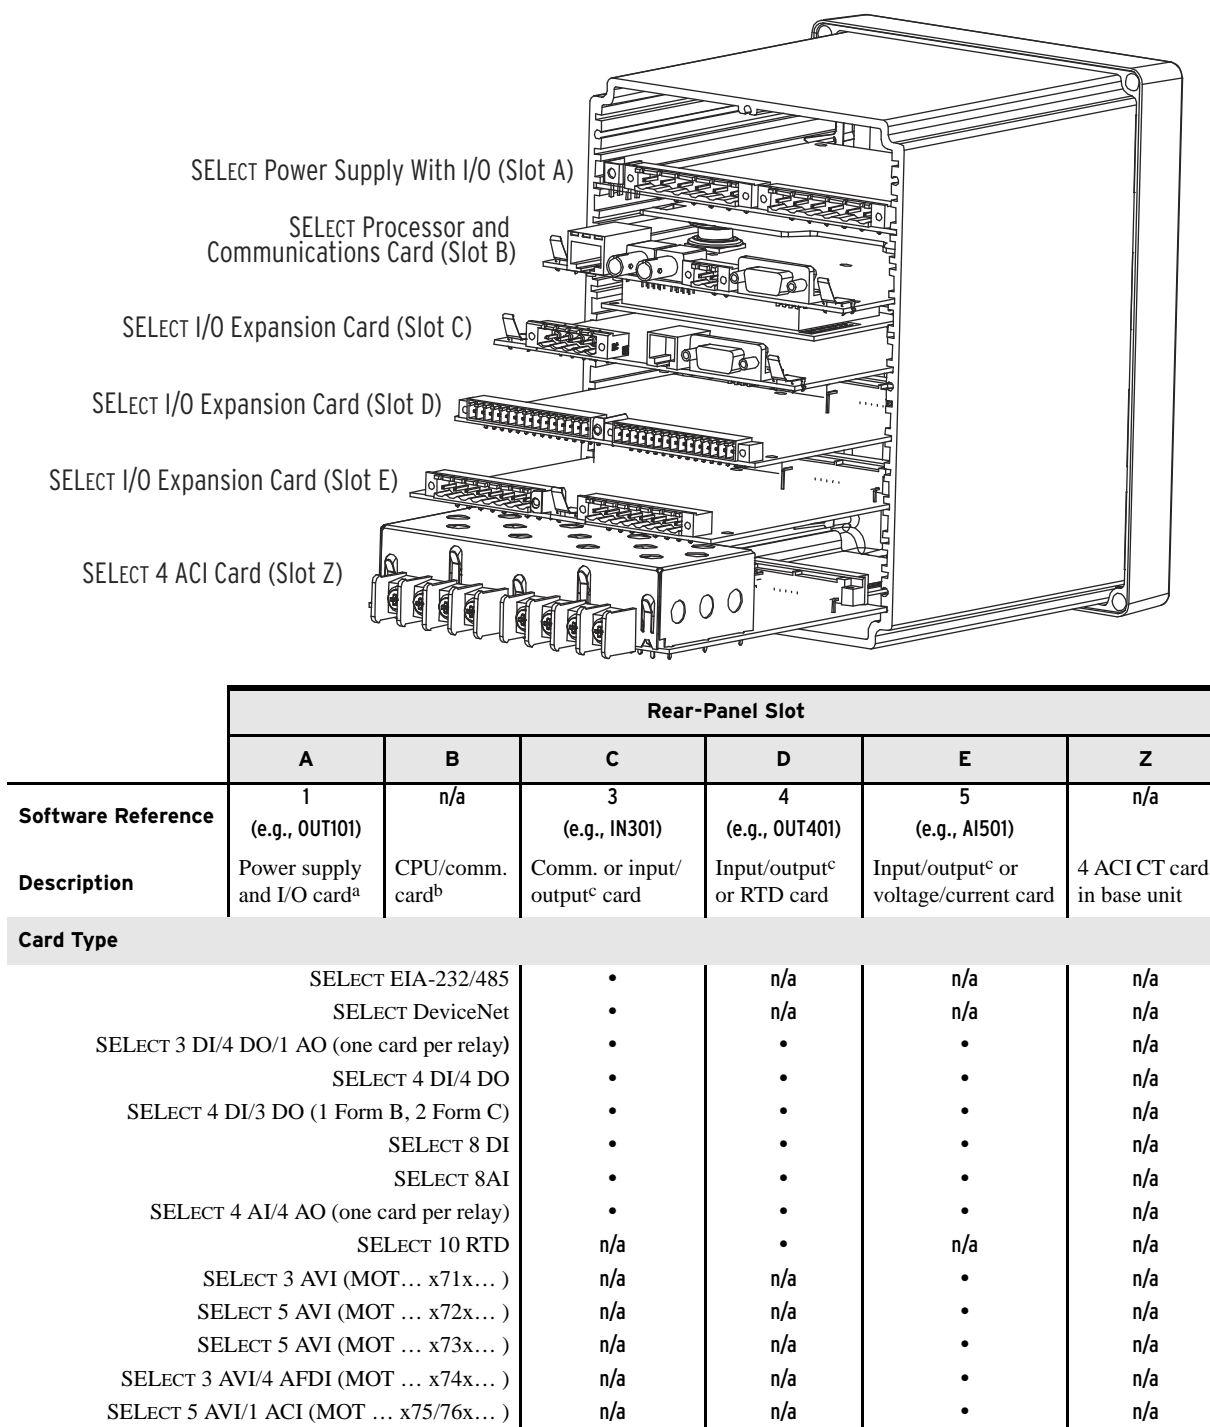 SELECT Power Supply With I/O (Slot A)
SELECT Processor and
Communications Card (Slot B)
SELECT I/O Expansion Card (Slot C)
SELECT I/O Expansion Card (Slot D)
SELECT I/O Expansion Card (Slot E)
SELECT 4 ACI Card (Slot Z)
Rear-Panel Slot
A B C D E Z
Software Reference 1 n/a 3 4 5 n/a
(e.g., OUT101) (e.g., IN301) (e.g., OUT401) (e.g., AI501)
Description Power supply CPU/comm. Comm. or input/ Input/outputc Input/outputc or 4 ACI CT card
and I/O carda cardb outputc card or RTD card voltage/current card in base unit
Card Type
SELECT EIA-232/485 • n/a n/a n/a
SELECT DeviceNet • n/a n/a n/a
SELECT 3 DI/4 DO/1 AO (one card per relay) • • • n/a
SELECT 4 DI/4 DO • • • n/a
SELECT 4 DI/3 DO (1 Form B, 2 Form C) • • • n/a
SELECT 8 DI • • • n/a
SELECT 8AI • • • n/a
SELECT 4 AI/4 AO (one card per relay) • • • n/a
SELECT 10 RTD n/a • n/a n/a
SELECT 3 AVI (MOT… x71x… ) n/a n/a • n/a
SELECT 5 AVI (MOT … x72x… ) n/a n/a • n/a
SELECT 5 AVI (MOT … x73x… ) n/a n/a • n/a
SELECT 3 AVI/4 AFDI (MOT … x74x… ) n/a n/a • n/a
SELECT 5 AVI/1 ACI (MOT … x75/76x… ) n/a n/a • n/a